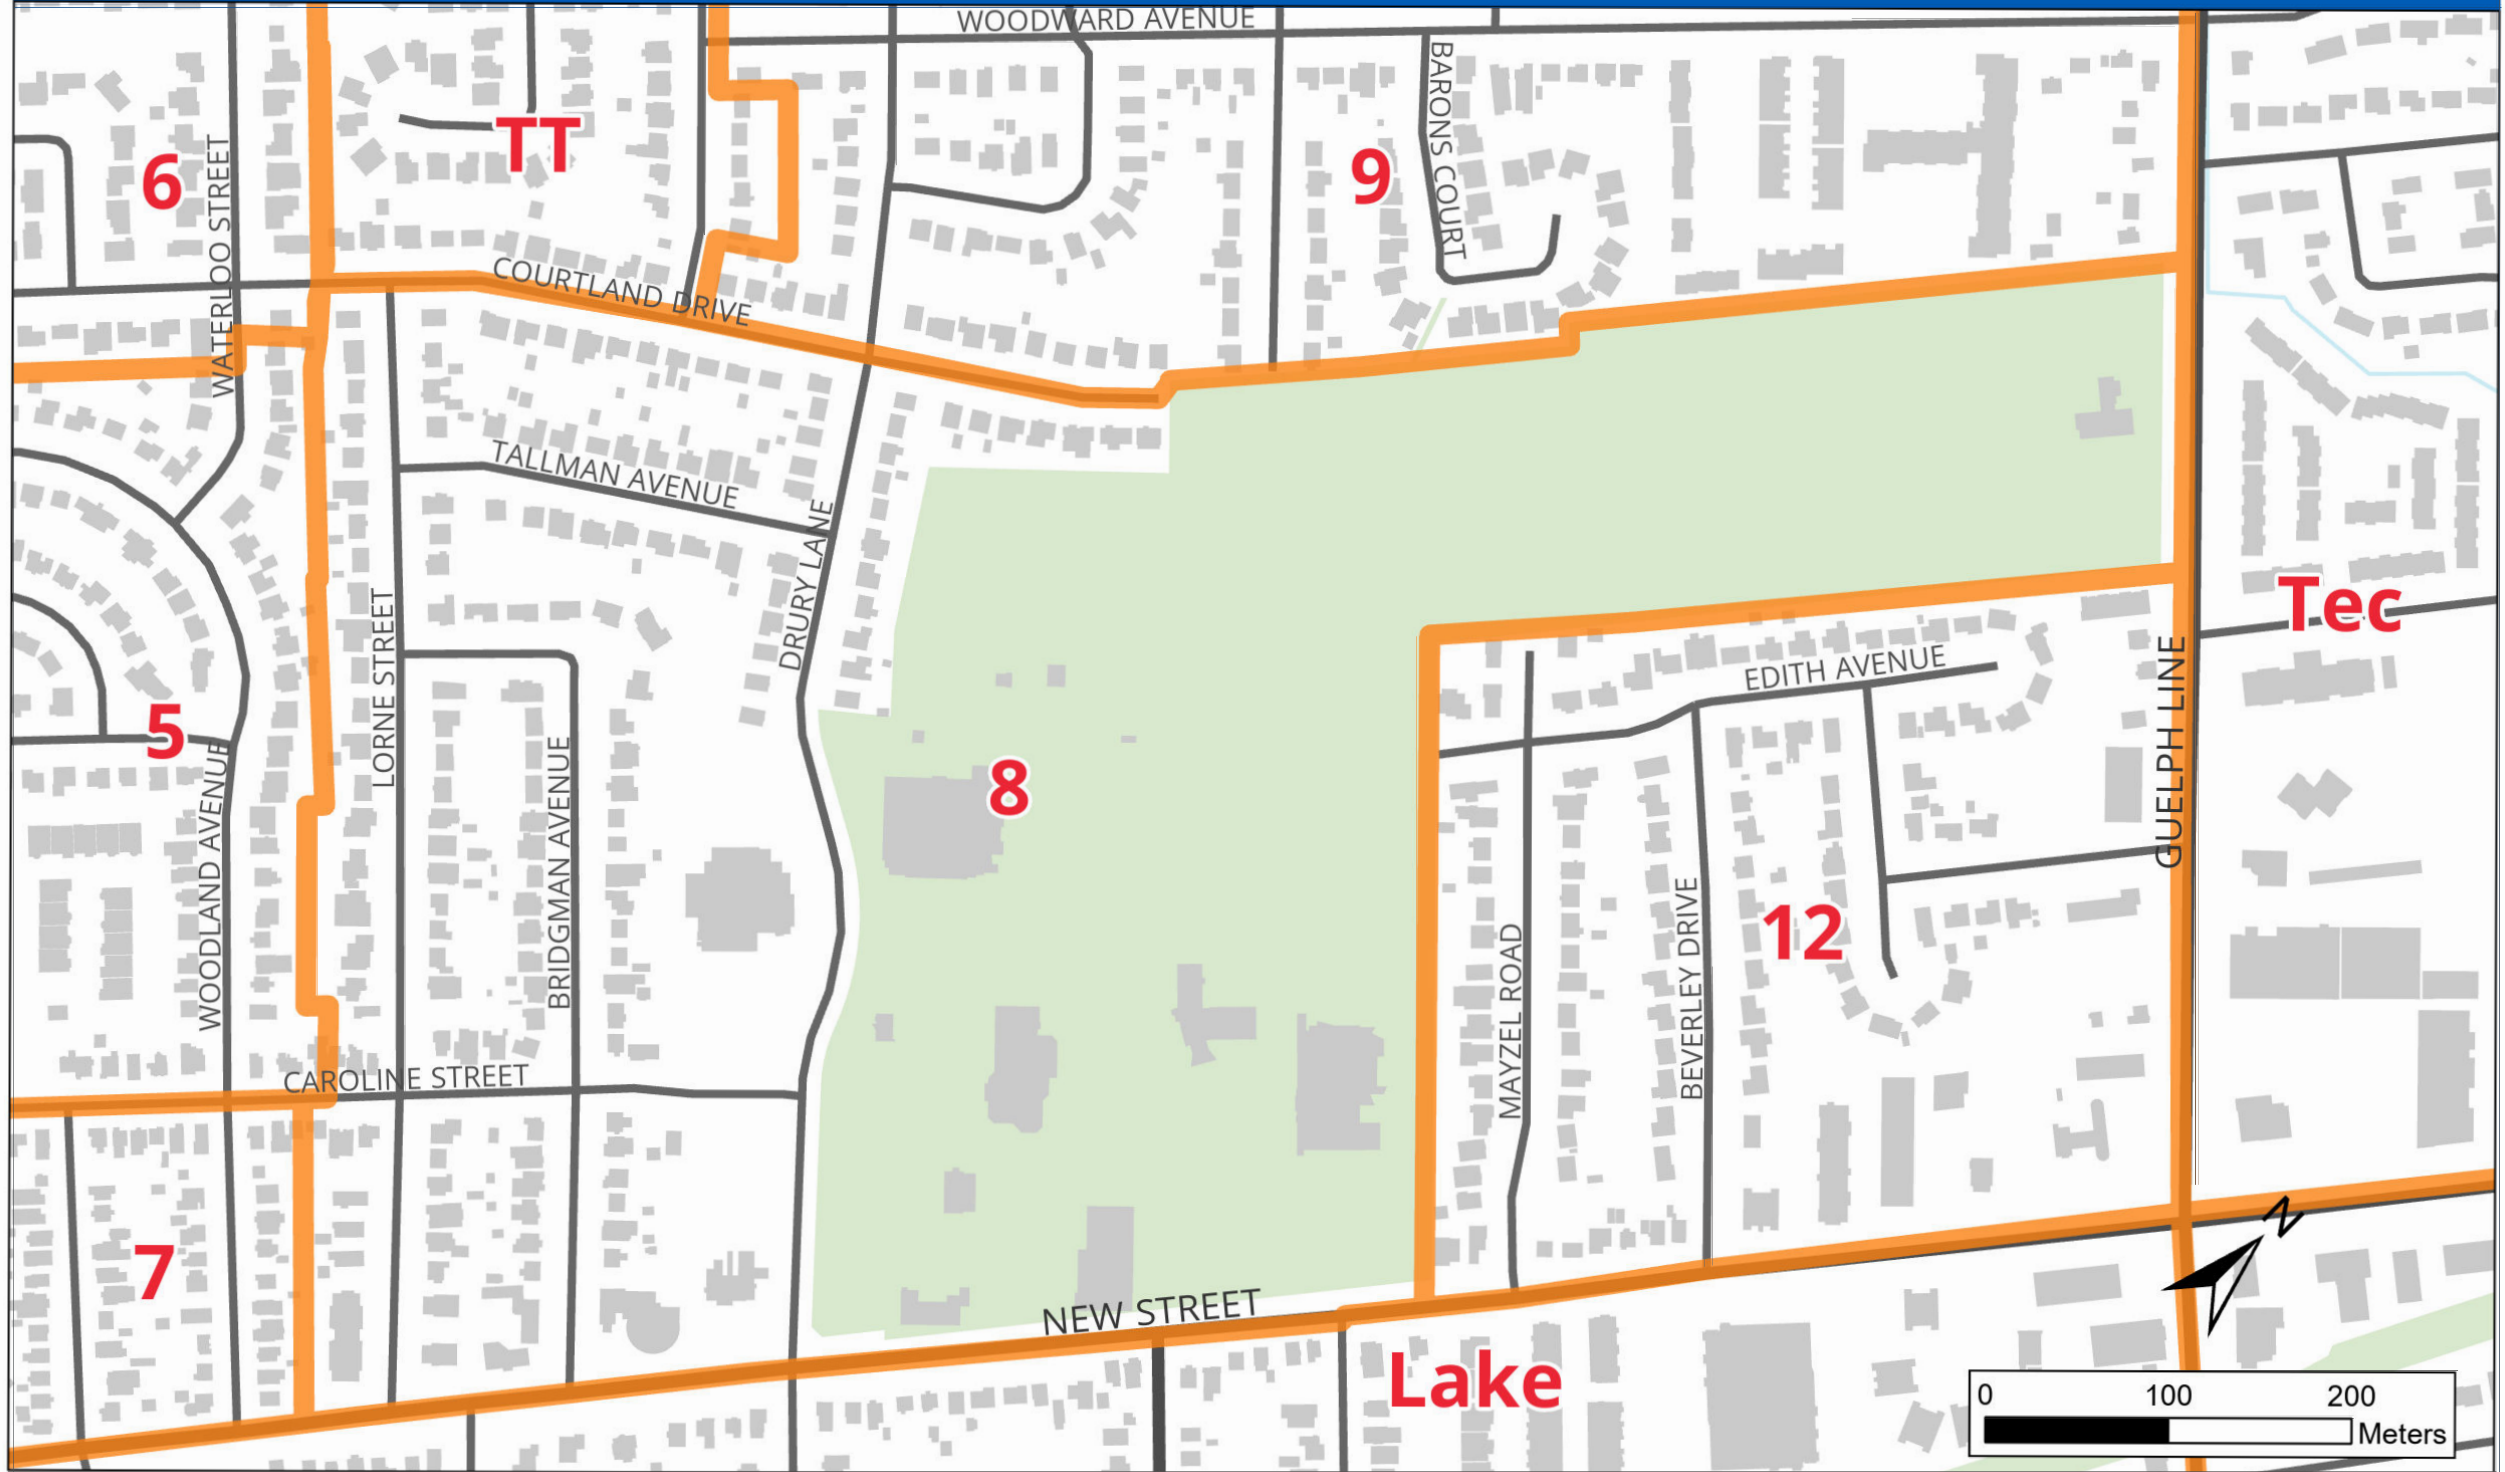 WOODWARD AVENUE
BARONS COURT
TT
6
9
WATERLOO STREET
COURTLAND DRIVE
TALLMAN AVENUE
DRURY LANE
LORNE STREET
Tec
EDITH AVENUE
GUELPH LINE
5
WOODLAND AVENUE
BRIDGMAN AVENUE
8
12
BEVERLEY DRIVE
MAYZEL ROAD
CAROLINE STREET
7
NEW STREET
N
Lake
0 100 200
Meters